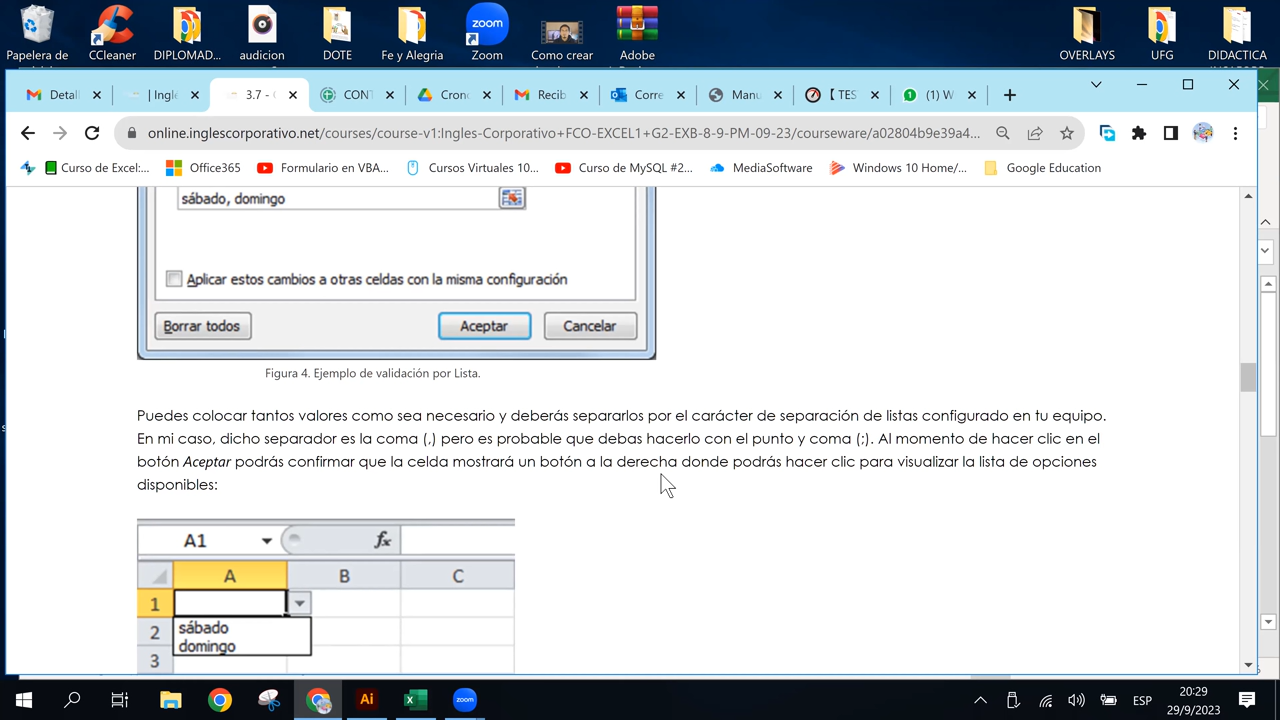 Papelera de
CCleaner
DIPLOMAD...
audicion
DOTE
Fe y Alegria
zoom
Zoom
Como crear
Adobe
OVERLAYS
UFG
DIDACTICA
Detall
| Ingle
3.7 -
CONT
Crono
Recib
Corre
Manu
【 TES
(1) W
online.inglescorporativo.net/courses/course-v1:Ingles-Corporativo+FCO-EXCEL1+G2-EXB-8-9-PM-09-23/courseware/a02804b9e39a4...
Curso de Excel:...
Office365
Formulario en VBA...
Cursos Virtuales 10...
Curso de MySQL #2...
MediaSoftware
Windows 10 Home/...
Google Education
sábado, domingo
Aplicar estos cambios a otras celdas con la misma configuración
Borrar todos
Aceptar
Cancelar
Figura 4. Ejemplo de validación por Lista.
Puedes colocar tantos valores como sea necesario y deberás separarlos por el carácter de separación de listas configurado en tu equipo.
En mi caso, dicho separador es la coma (,) pero es probable que debas hacerlo con el punto y coma (;). Al momento de hacer clic en el
botón Aceptar podrás confirmar que la celda mostrará un botón a la derecha donde podrás hacer clic para visualizar la lista de opciones
disponibles:
A1
fx
A B C
1
sábado
2
domingo
3
Ai
zoom
ESP
20:29
29/9/2023